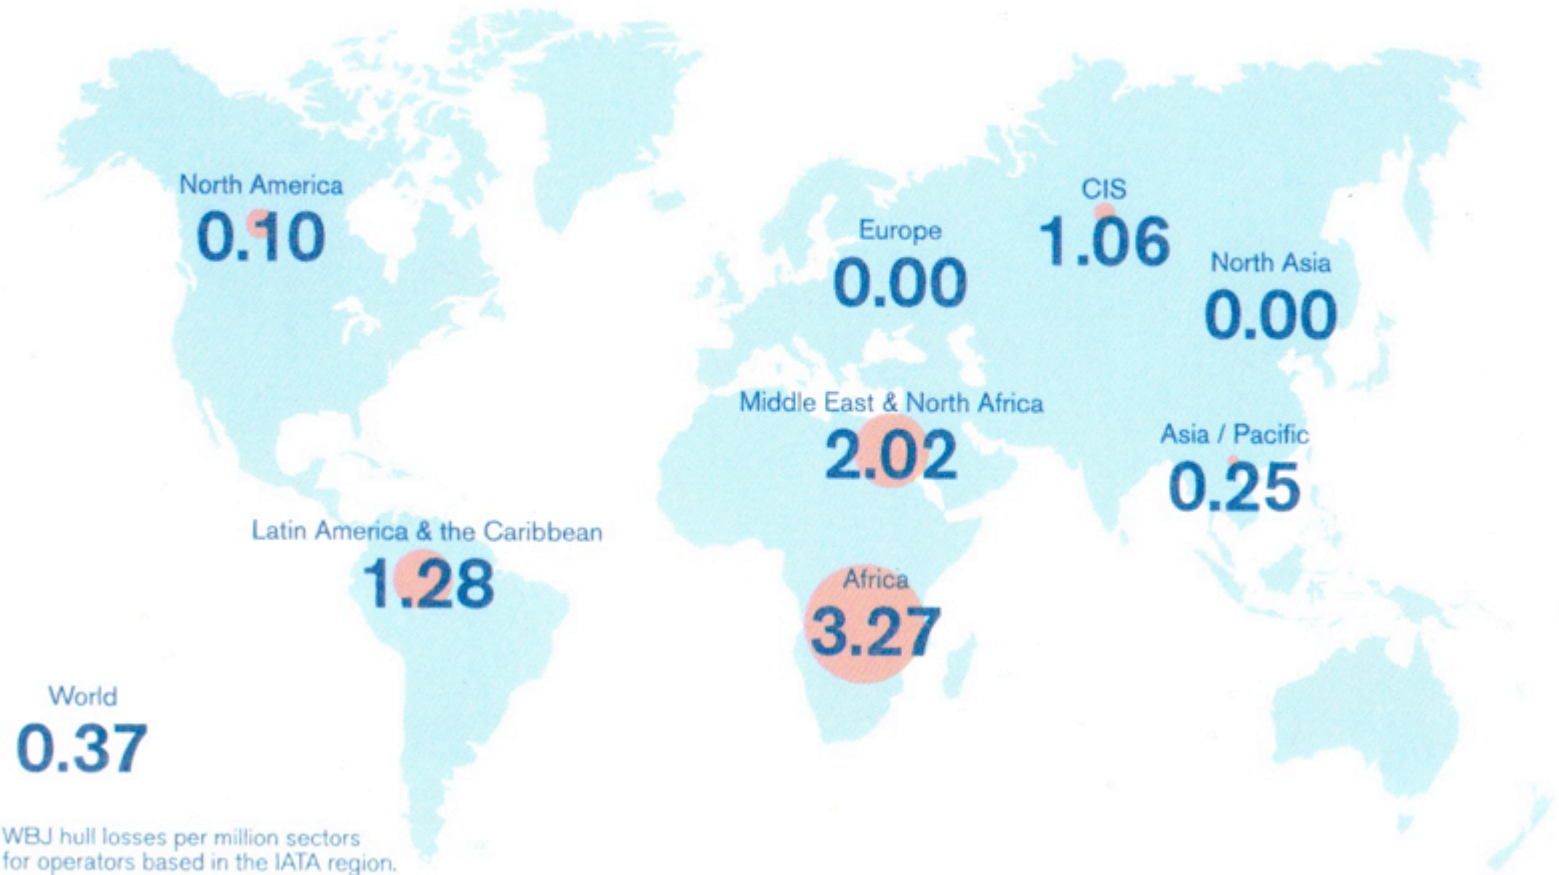 North America
0.10
CIS
1.06
Europe
0.00
North Asia
0.00
Middle East & North Africa
2.02
Asia / Pacific
0.25
Latin America & the Caribbean
1.28
Africa
3.27
World
0.37
WBJ hull losses per million sectors
for operators based in the IATA region.